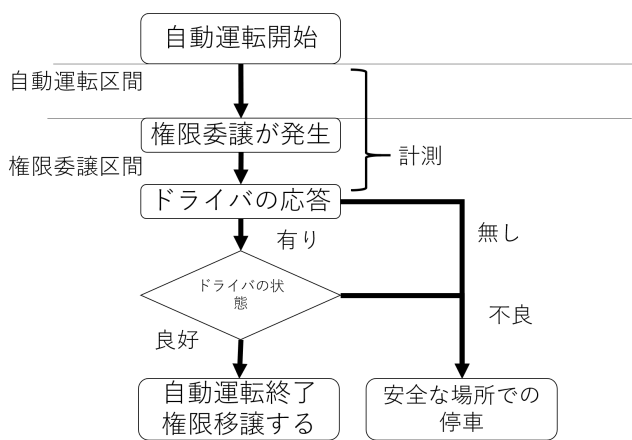 自動運転開始
自動運転区間
権限委譲が発生
計測
権限委譲区間
ドライバの応答
有り
無し
ドライバの状
態
不良
良好
自動運転終了
権限移譲する
安全な場所での
停車